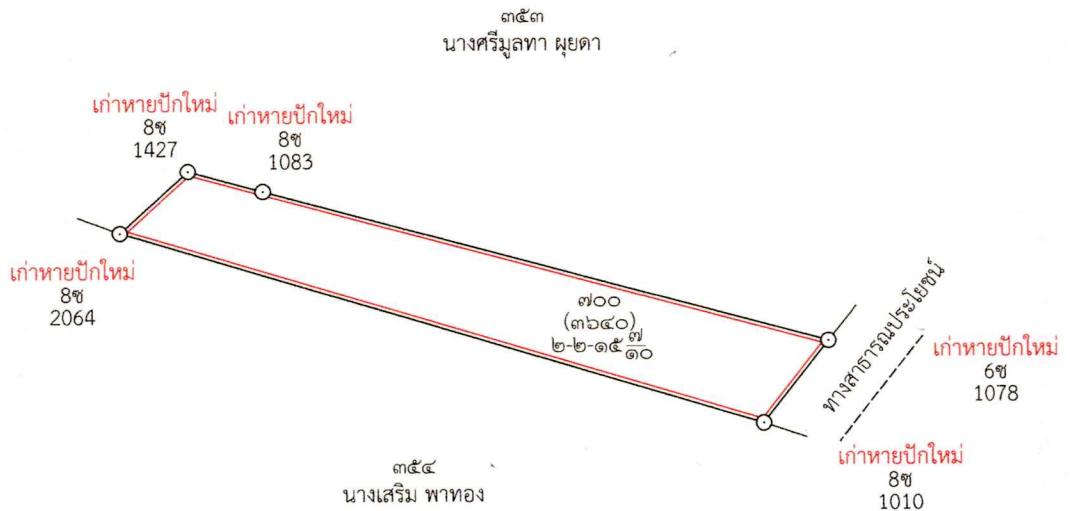 ๓๕๓
นางศรีมูลทา ผุยดา
เก่าหายปักใหม่
8ซ
1427
เก่าหายปักใหม่
8ซ
1083
เก่าหายปักใหม่
8ซ
2064
๗๐๐
(๓๖๔๐)
๒-๒-๑๕ ๗/๑๐
ทางสาธารณประโยชน์
เก่าหายปักใหม่
6ซ
1078
เก่าหายปักใหม่
8ซ
1010
๓๕๔
นางเสริม พาทอง